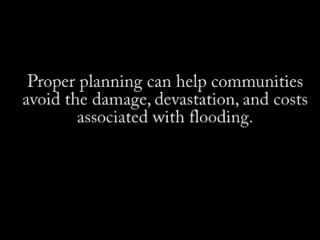 Proper planning can help communities
avoid the damage, devastation, and costs
associated with flooding.